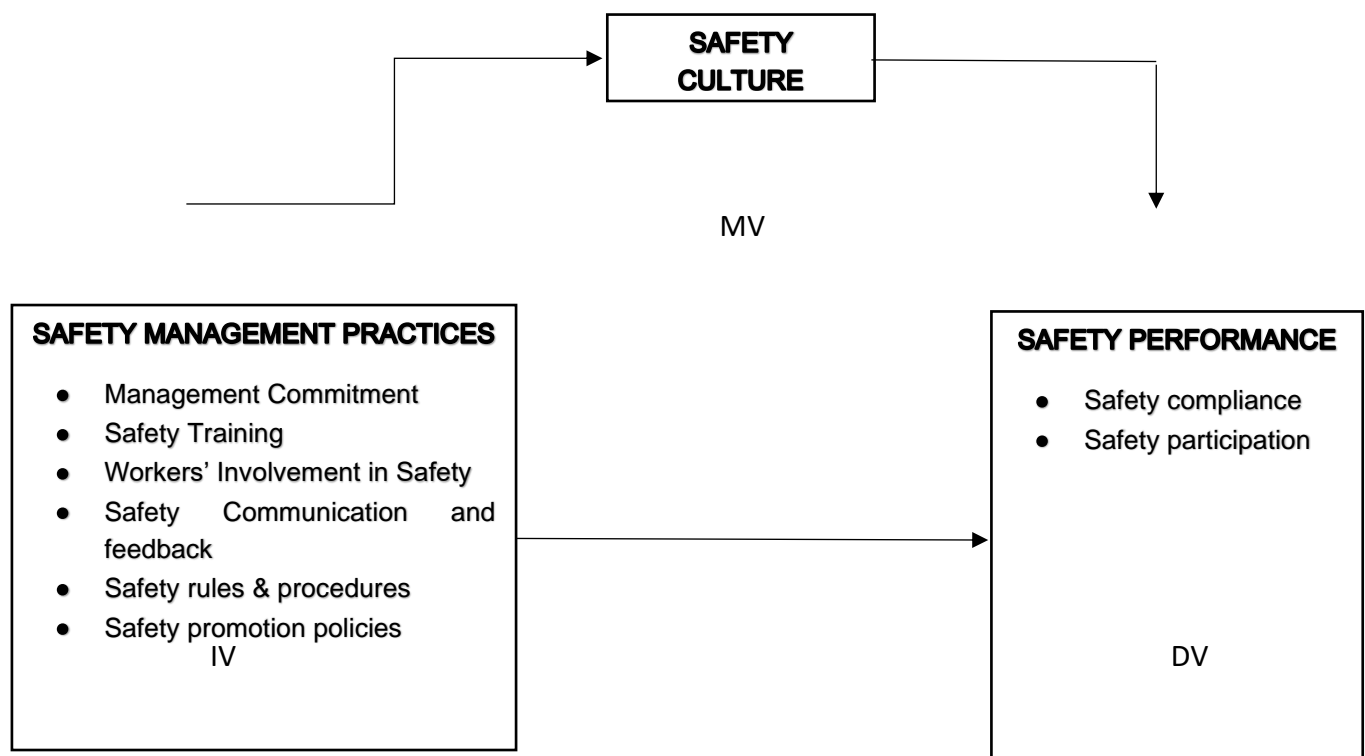 SAFETY
CULTURE
MV
SAFETY MANAGEMENT PRACTICES
● Management Commitment
● Safety Training
● Workers’ Involvement in Safety
● Safety Communication and
feedback
● Safety rules & procedures
● Safety promotion policies
IV
SAFETY PERFORMANCE
● Safety compliance
● Safety participation
DV